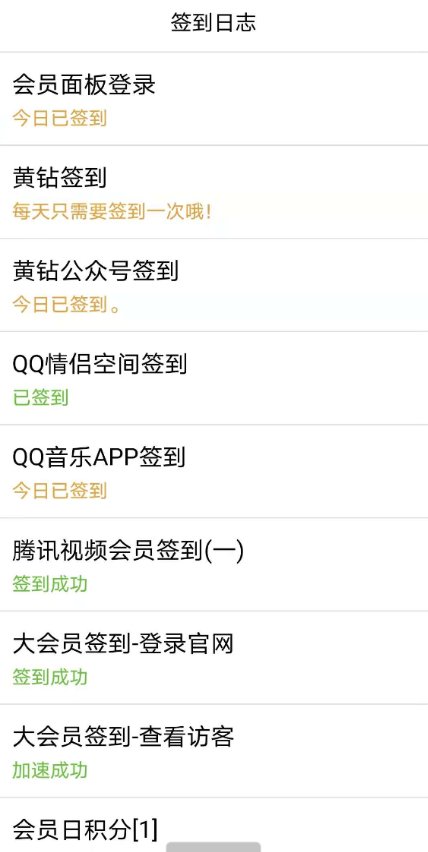 签到日志
会员面板登录
今日已签到
黄钻签到
每天只需要签到一次哦!
黄钻公众号签到
今日已签到。
QQ情侣空间签到
已签到
QQ音乐APP签到
今日已签到
腾讯视频会员签到(一)
签到成功
大会员签到-登录官网
签到成功
大会员签到-查看访客
加速成功
会员日积分[1]